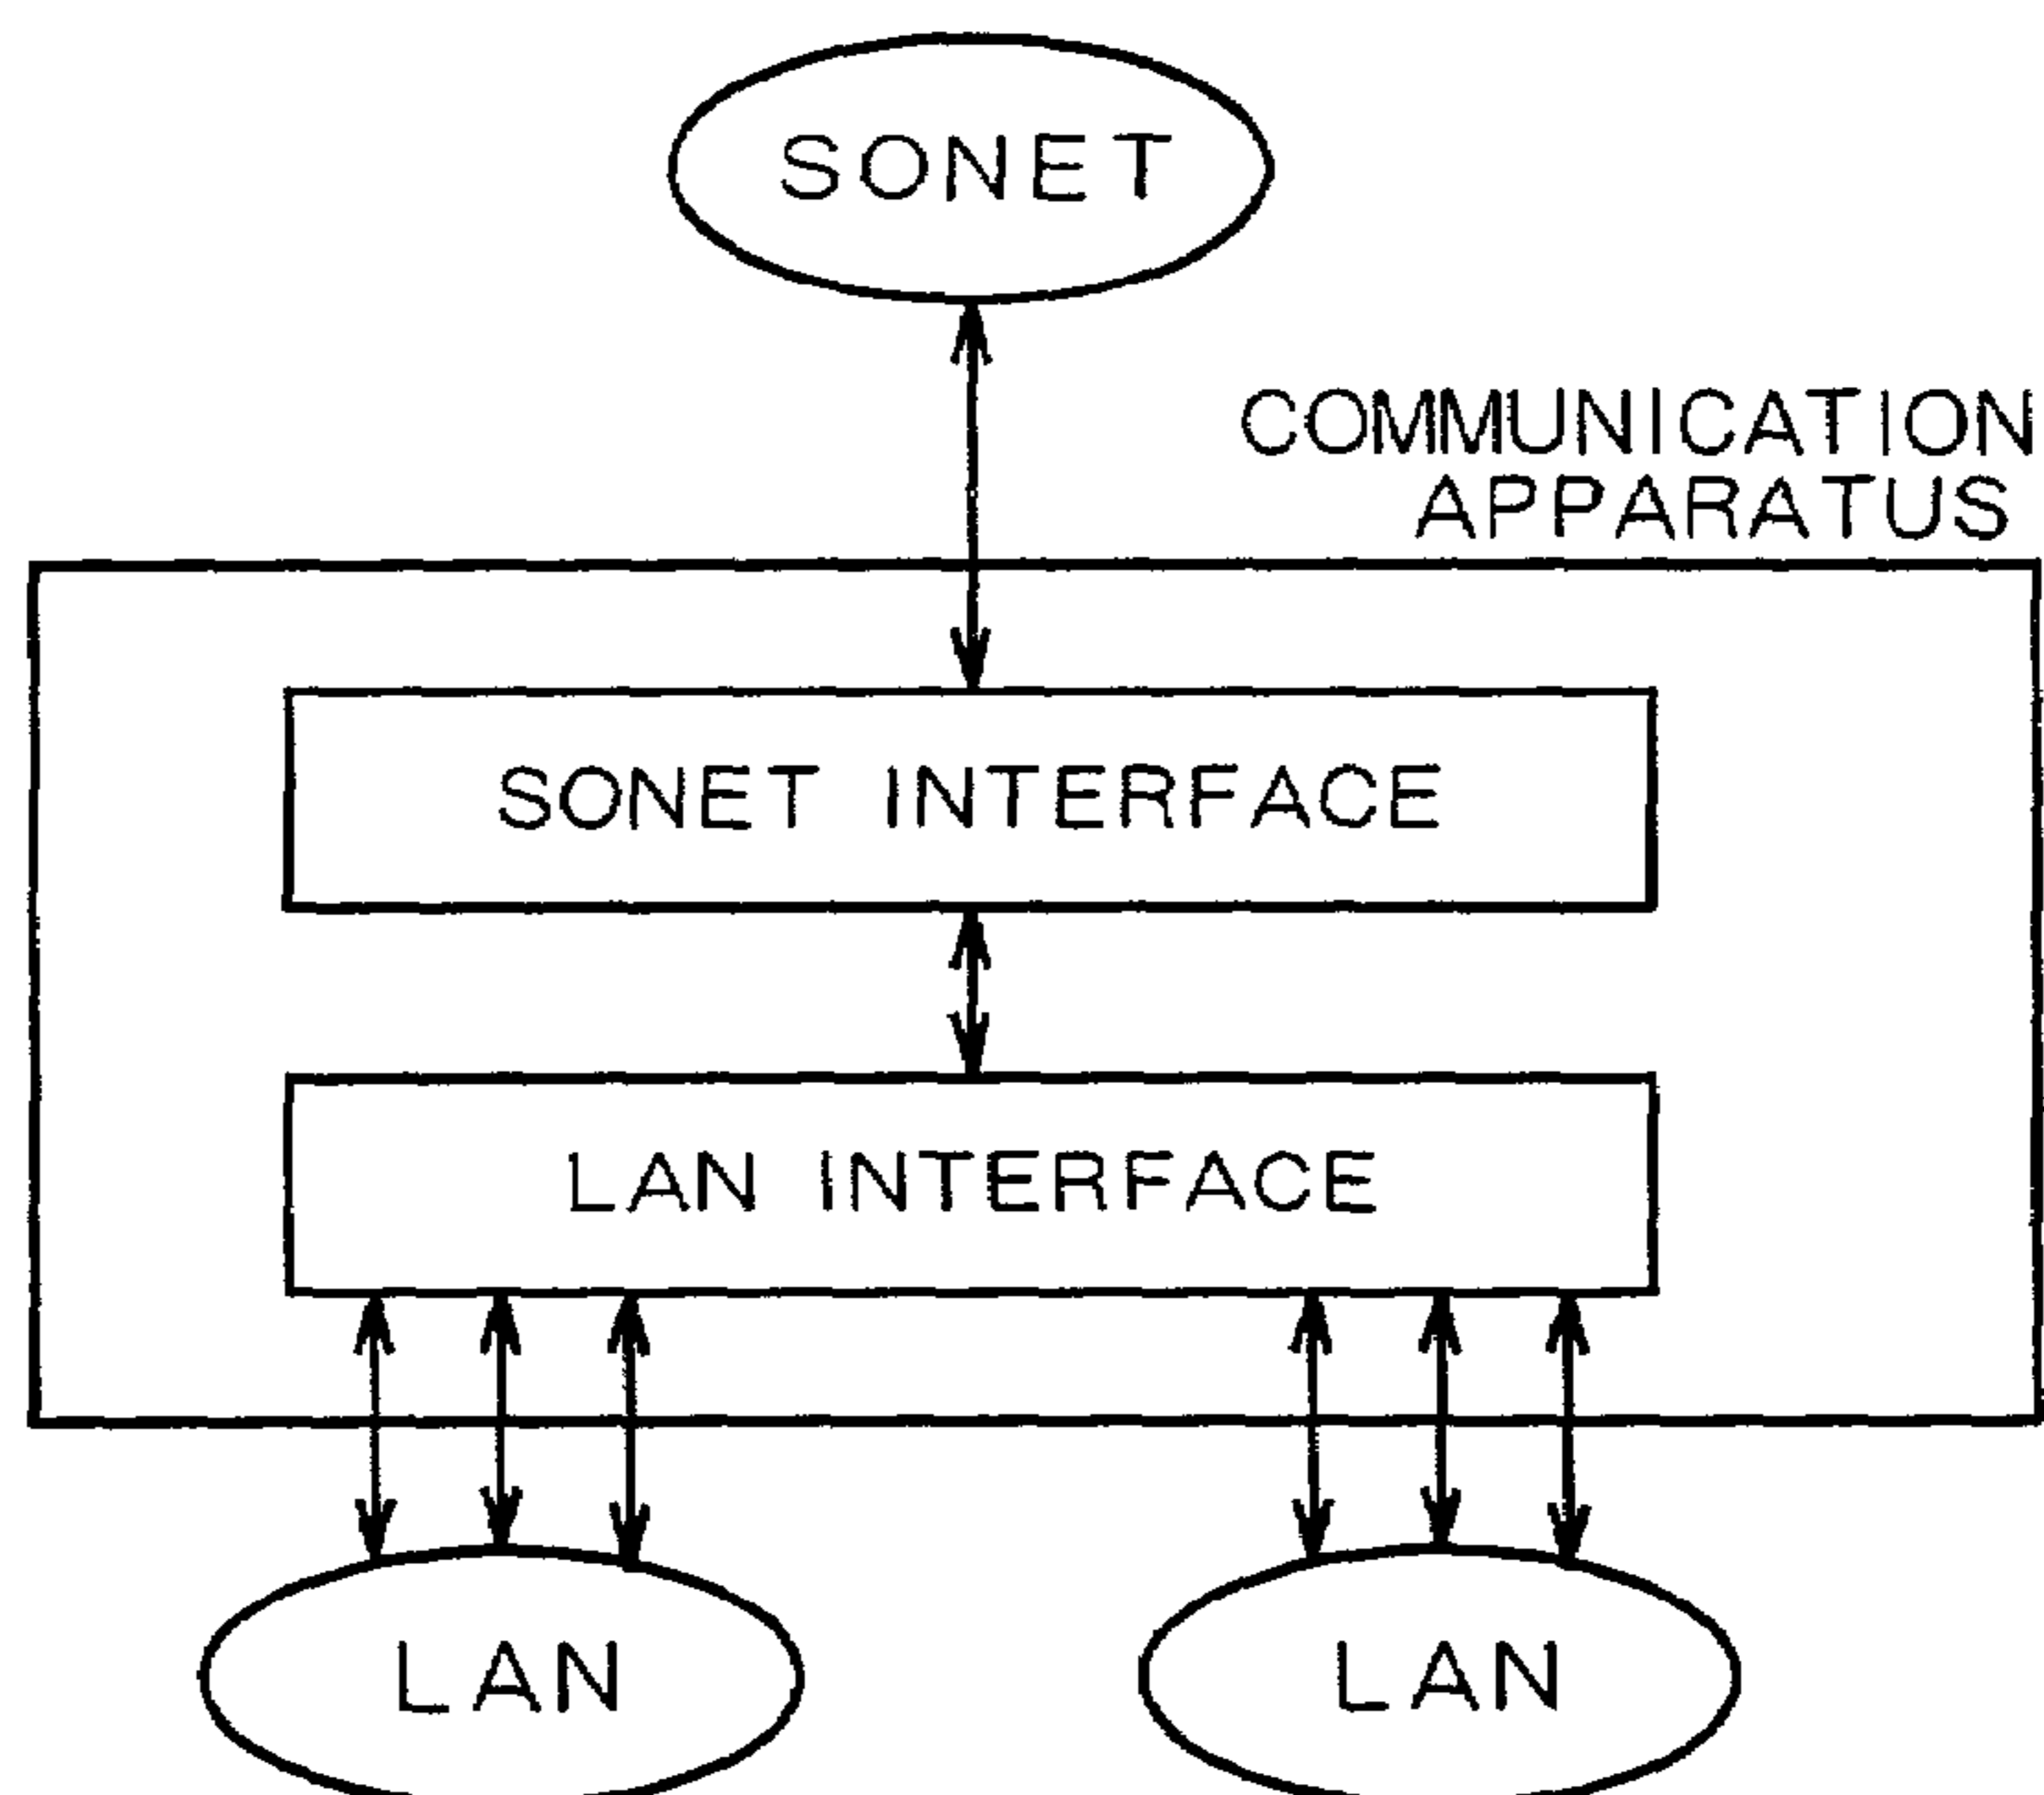 SONET
COMMUNICATION
APPARATUS
SONET INTERFACE
LAN INTERFACE
LAN
LAN